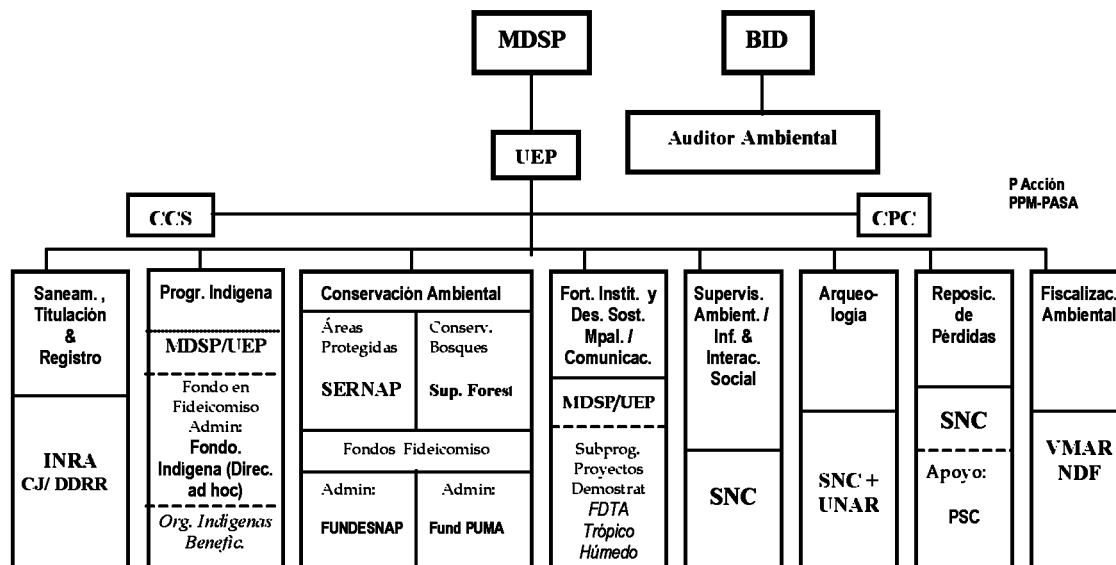 MDSP
BID
Auditor Ambiental
UEP
P Acción
PPM-PASA
CCS
CPC
Saneam. ,
Titulación
&
Registro
INRA
CJ/ DDRR
Progr. Indígena
MDSP/UEP
Fondo en
Fideicomiso
Admin:
Fondo.
Indigena (Direc.
ad hoc)
Org. Indígenas
Benefic.
Conservación Ambiental
Áreas
Protegidas
SERNAP
Conserv.
Bosques
Sup. Forest
Fondos Fideicomiso
Admin:
FUNDESNAP
Admin:
Fund PUMA
Fort. Instit. y
Des. Sost.
Mpal. /
Comunicac.
MDSP/UEP
Subprog.
Proyectos
Demostrat
FDTA
Trópico
Húmedo
Supervis.
Ambient. /
Inf. &
Interac.
Social
SNC
Arqueo-
logia
SNC +
UNAR
Reposic.
de
Pérdidas
SNC
Apoyo:
PSC
Fiscalizac.
Ambiental
VMAR
NDF